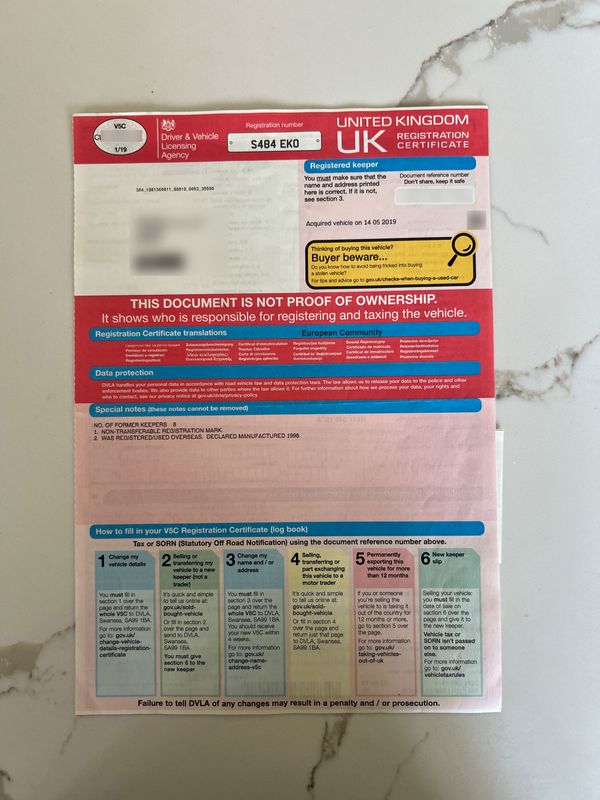 V5C
1/19
Driver & Vehicle
Licensing
Agency
Registration number
S484 EKO
UNITED KINGDOM
UK REGISTRATION
CERTIFICATE
Registered keeper
You must make sure that the
name and address printed
here is correct. If it is not,
see section 3.
Document reference number
Don't share, keep it safe
Acquired vehicle on 14 05 2019
Thinking of buying this vehicle?
Buyer beware...
Do you know how to avoid being tricked into buying
a stolen vehicle?
For tips and advice go to gov.uk/checks-when-buying-a-used-car
THIS DOCUMENT IS NOT PROOF OF OWNERSHIP.
It shows who is responsible for registering and taxing the vehicle.
Registration Certificate translations
European Community
Data protection
DVLA handles your personal data in accordance with road vehicle law and data protection laws. The law allows us to release your data to the police and other
enforcement bodies. We also provide data to other parties where the law allows it. For further information about how we process your data, your rights
and who to contact, see our privacy notice at gov.uk/dvla/privacy-policy
Special notes (these notes cannot be removed)
NO. OF FORMER KEEPERS 8
1. NON-TRANSFERABLE REGISTRATION MARK.
2. WAS REGISTERED/USED OVERSEAS. DECLARED MANUFACTURED 1998.
How to fill in your V5C Registration Certificate (log book)
Tax or SORN (Statutory Off Road Notification) using the document reference number above.
1 Change my
vehicle details
You must fill in
section 1 over the
page and return the
whole V5C to DVLA,
Swansea, SA99 1BA.
For more information
go to: gov.uk/
change-vehicle-
details-registration-
certificate
2 Selling or
transferring my
vehicle to a new
keeper (not a
trader)
It's quick and simple
to tell us online at:
gov.uk/sold-
bought-vehicle
Or fill in section 2
over the page and
send to DVLA,
Swansea,
SA99 1BA.
You must give
section 6 to the
new keeper.
3 Change my
name and / or
address
You must fill in
section 3 over the
page and return the
whole V5C to DVLA,
Swansea, SA99 1BA.
You should receive
your new V5C within
4 weeks.
For more information
go to: gov.uk/
change-name-
address-v5c
4 Selling,
transferring or
part exchanging
this vehicle to a
motor trader
It's quick and simple
to tell us online at:
gov.uk/sold-
bought-vehicle
Or fill in section 4
over the page and
return just that page
to DVLA, Swansea,
SA99 1BA.
5 Permanently
exporting this
vehicle for more
than 12 months
If you or someone
you're selling the
vehicle to is taking it
out of the country for
12 months or more,
go to section 5 over
the page.
For more information
go to: gov.uk/
taking-vehicles-
out-of-uk
6 New keeper
slip
Selling your vehicle:
you must fill in the
date of sale on
section 6 over the
page and give it to
the new keeper.
Vehicle tax or
SORN isn't passed
on to someone
else.
For more information
go to: gov.uk/
vehicletaxrules
Failure to tell DVLA of any changes may result in a penalty and / or prosecution.